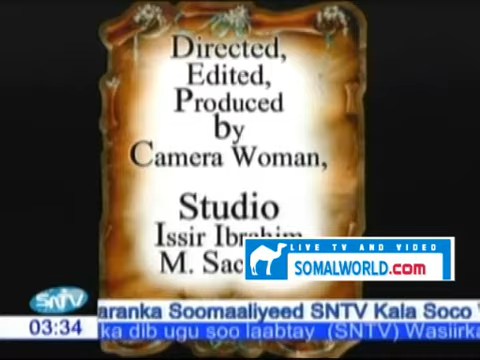 Directed,
Edited,
Produced
by
Camera Woman,
Studio
Issir Ibrahim
M.
LIVE TV AND VIDEO
SOMALWORLD.com
SNTV
aranka Soomaaliyeed SNTV Kala Soco
03:34
ka dib ugu soo laabtay (SNTV) Wasiirka